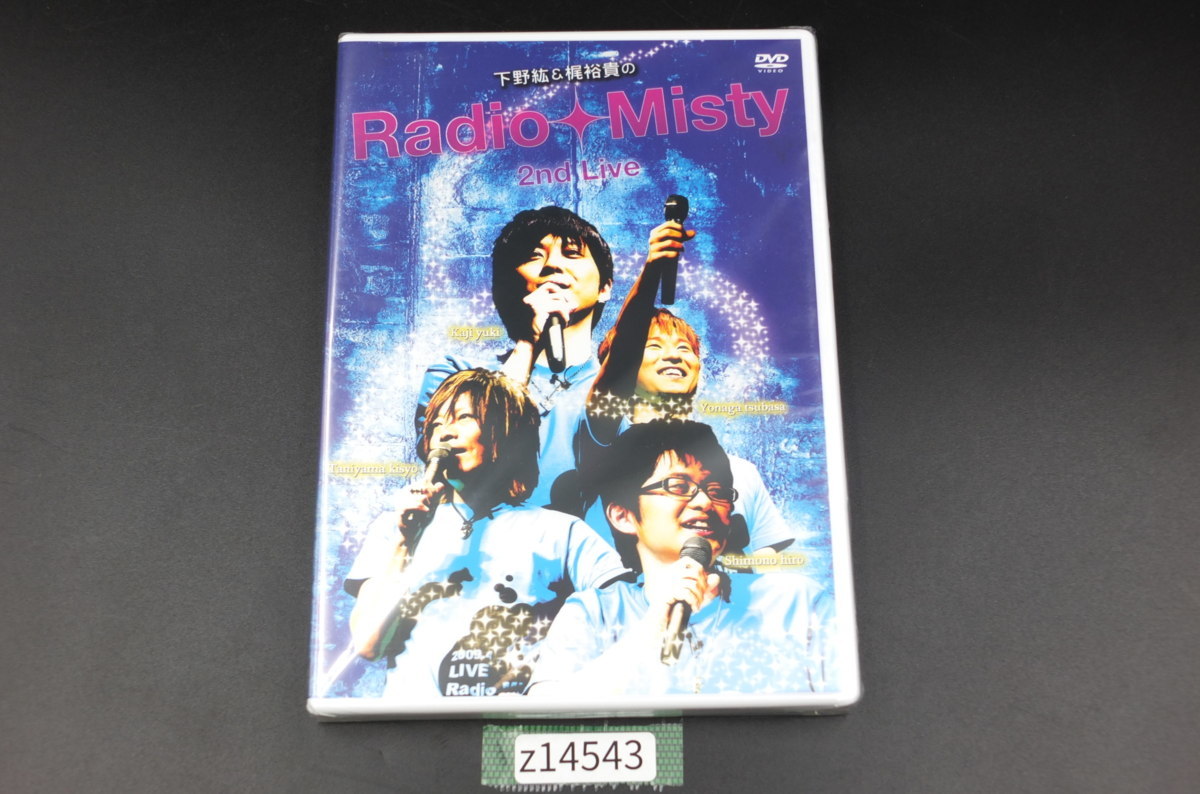 DVD
VIDEO
下野紘&梶裕貴の
Radio✦Misty
2nd Live
Kaji yuki
Yonaga tsubasa
Taniyama kisyo
Shimono hiro
LIVE
Radio
z14543